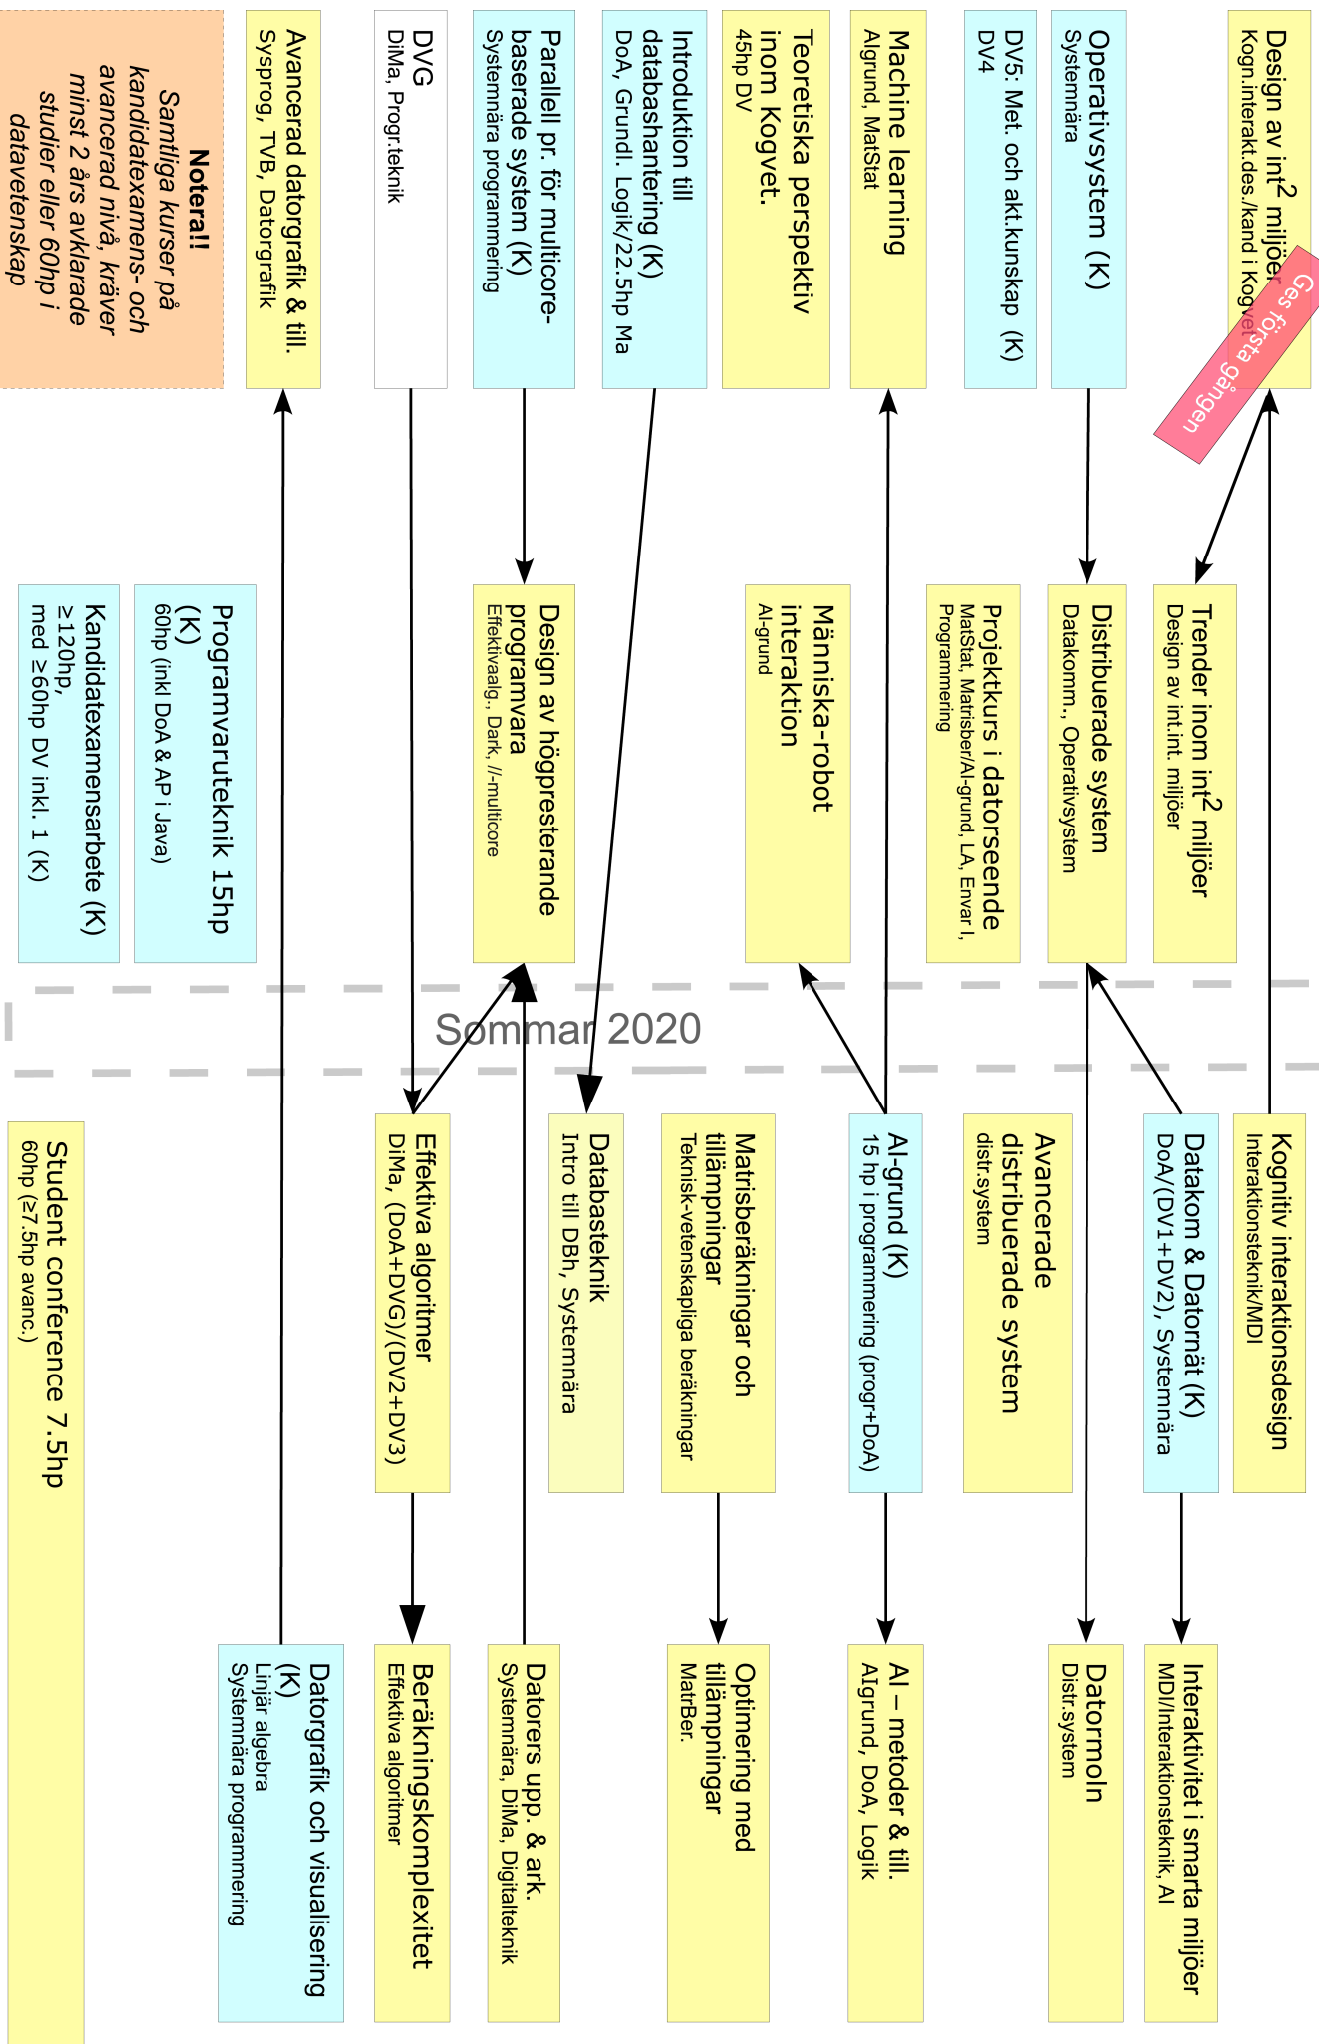 Design av int2 miljöer
Kogn.interakt.des./kand i Kogvet
Ges första gången
Operativsystem (K)
Systemnära
DV5: Met. och akt.kunskap (K)
DV4
Machine learning
AIgrund, MatStat
Teoretiska perspektiv
inom Kogvet.
45hp DV
Introduktion till
databashantering (K)
DoA, Grundl. Logik/22.5hp Ma
Parallell pr. för multicore-
baserade system (K)
Systemnära programmering
DVG
DiMa, Progr.teknik
Avancerad datorgrafik & till.
Sysprog, TVB, Datorgrafik
Notera!!
Samtliga kurser på
kandidatexamens- och
avancerad nivå, kräver
minst 2 års avklarade
studier eller 60hp i
datavetenskap
Trender inom int2 miljöer
Design av int.int. miljöer
Distribuerade system
Datakomm., Operativsystem
Projektkurs i datorseende
MatStat, Matrisber/AI-grund, LA, Envar I,
Programmering
Människa-robot
interaktion
AI-grund
Design av högpresterande
programvara
Effektivaalg., Dark, //-multicore
Programvaruteknik 15hp
(K)
60hp (inkl DoA & AP i Java)
Kandidatexamensarbete (K)
≥120hp,
med ≥60hp DV inkl. 1 (K)
Sommar 2020
Kognitiv interaktionsdesign
Interaktionsteknik/MDI
Datakom & Datornät (K)
DoA/(DV1+DV2), Systemnära
Avancerade
distribuerade system
distr.system
AI-grund (K)
15 hp i programmering (progr+DoA)
Matrisberäkningar och
tillämpningar
Teknisk-vetenskapliga beräkningar
Databasteknik
Intro till DBh, Systemnära
Effektiva algoritmer
DiMa, (DoA+DVG)/(DV2+DV3)
Student conference 7.5hp
60hp (≥7.5hp avanc.)
Interaktivitet i smarta miljöer
MDI/Interaktionsteknik, AI
Datormoln
Distr.system
AI – metoder & till.
AIgrund, DoA, Logik
Optimering med
tillämpningar
MatrBer.
Datorers upp. & ark.
Systemnära, DiMa, Digitalteknik
Beräkningskomplexitet
Effektiva algoritmer
Datorgrafik och visualisering
(K)
Linjär algebra
Systemnära programmering